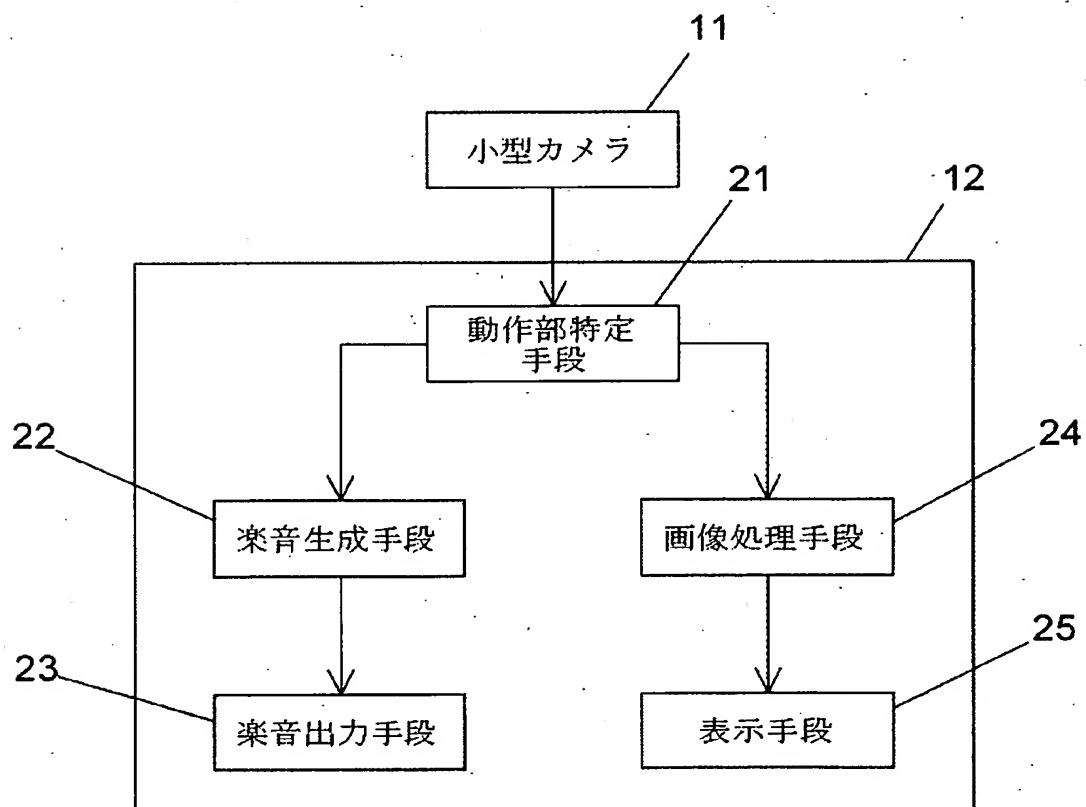 11
小型カメラ
21
12
動作部特定
手段
22
24
楽音生成手段
画像処理手段
23
25
楽音出力手段
表示手段